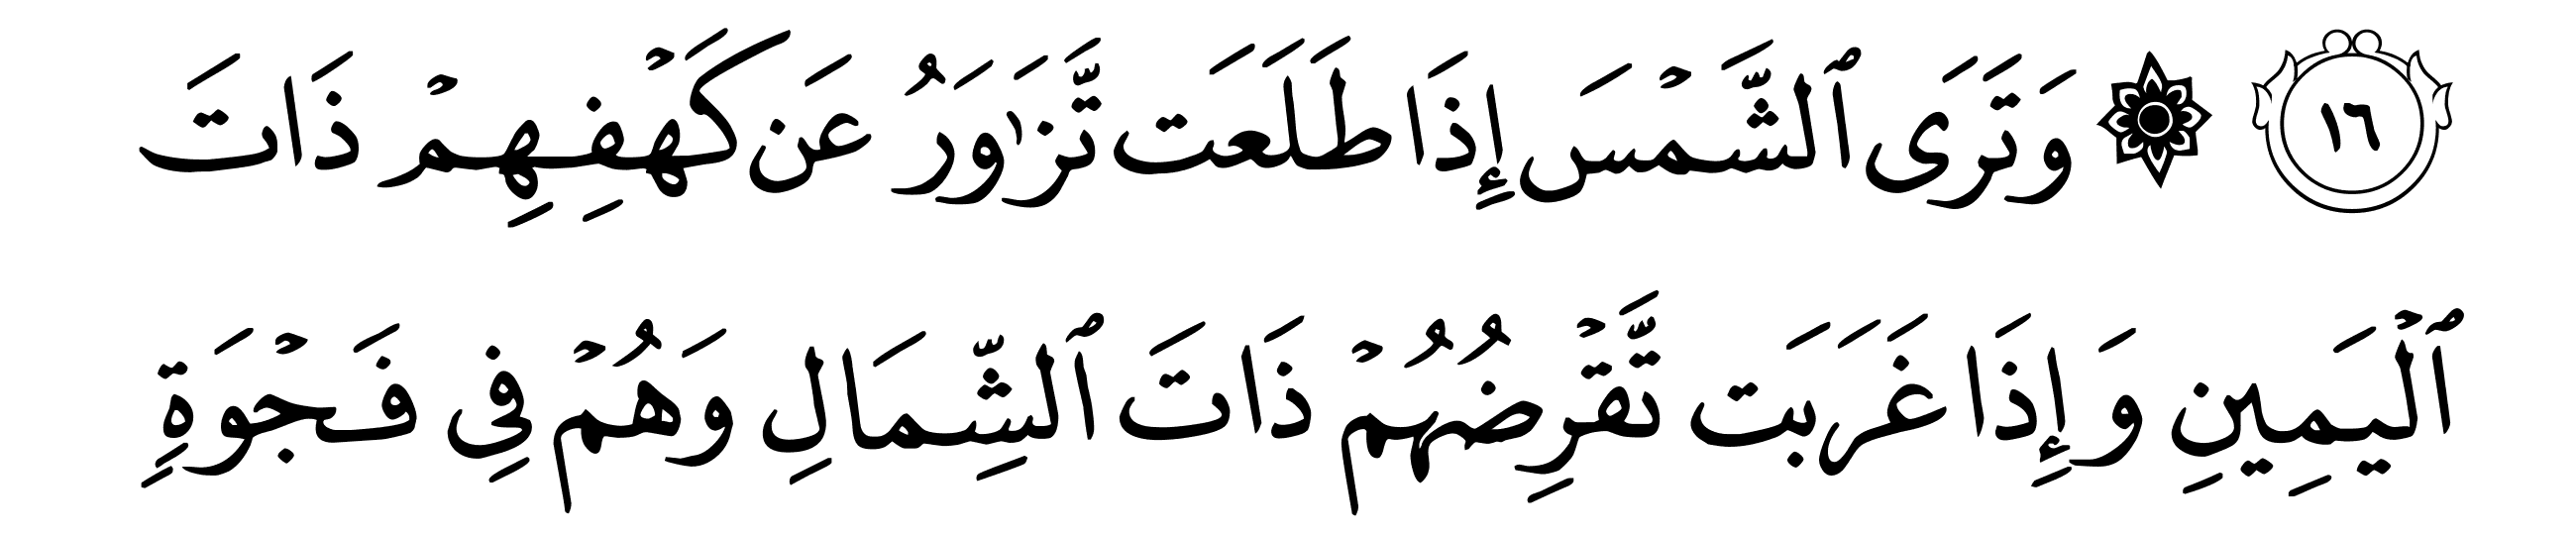 ١٦ ۞ وَتَرَى ٱلشَّمْسَ إِذَا طَلَعَت تَّزَٰوَرُ عَن كَهْفِهِمْ ذَاتَ
ٱلْيَمِينِ وَإِذَا غَرَبَت تَّقْرِضُهُمْ ذَاتَ ٱلشِّمَالِ وَهُمْ فِى فَجْوَةٍ